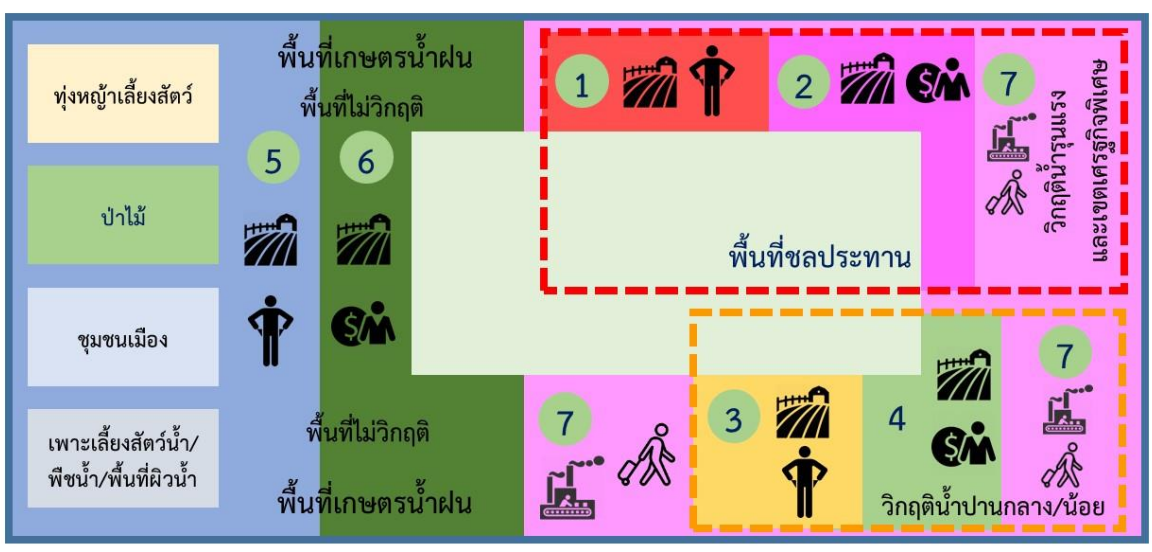 ทุ่งหญ้าเลี้ยงสัตว์
ป่าไม้
ชุมชนเมือง
เพาะเลี้ยงสัตว์น้ำ/
พืชน้ำ/พื้นที่ผิวน้ำ
พื้นที่เกษตรน้ำฝน
พื้นที่ไม่วิกฤติ
5
6
พื้นที่ไม่วิกฤติ
พื้นที่เกษตรน้ำฝน
1
2
7
วิกฤติน้ำรุนแรง
และเขตเศรษฐกิจพิเศษ
พื้นที่ชลประทาน
7
3
4
7
วิกฤติน้ำปานกลาง/น้อย